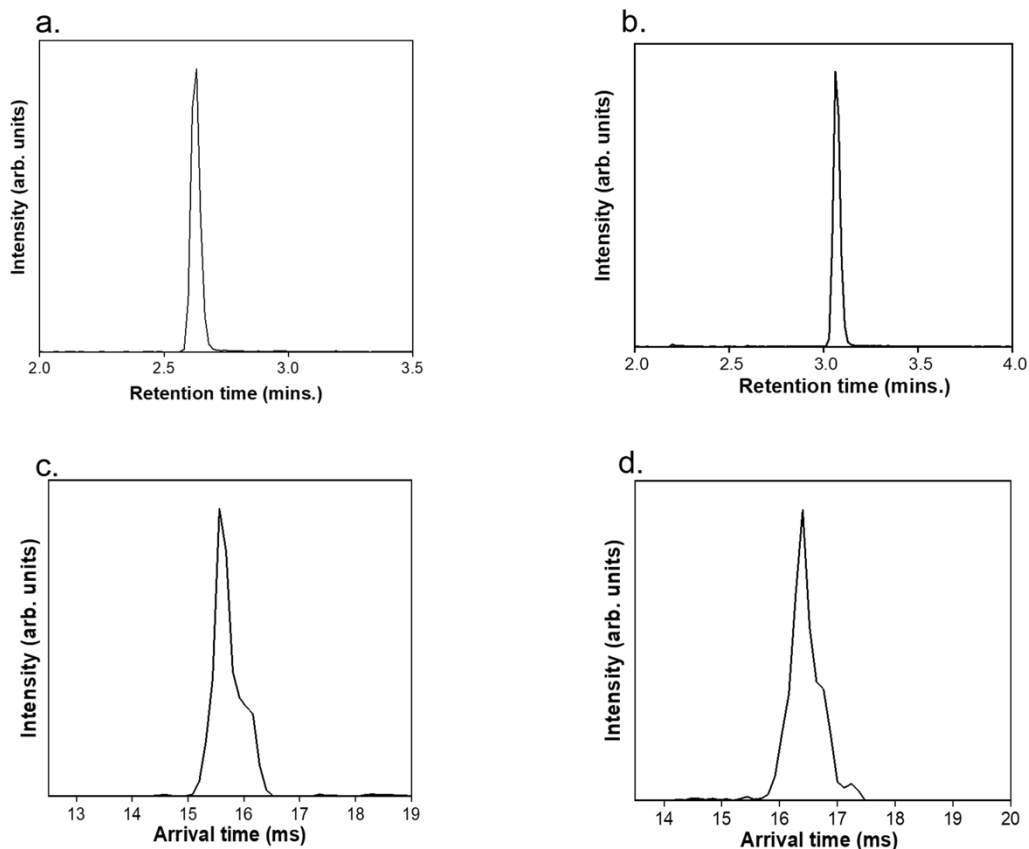 a.
Intensity (arb. units)
2.0 2.5 3.0 3.5
Retention time (mins.)
b.
Intensity (arb. units)
2.0 2.5 3.0 3.5 4.0
Retention time (mins.)
c.
Intensity (arb. units)
13 14 15 16 17 18 19
Arrival time (ms)
d.
Intensity (arb. units)
14 15 16 17 18 19 20
Arrival time (ms)